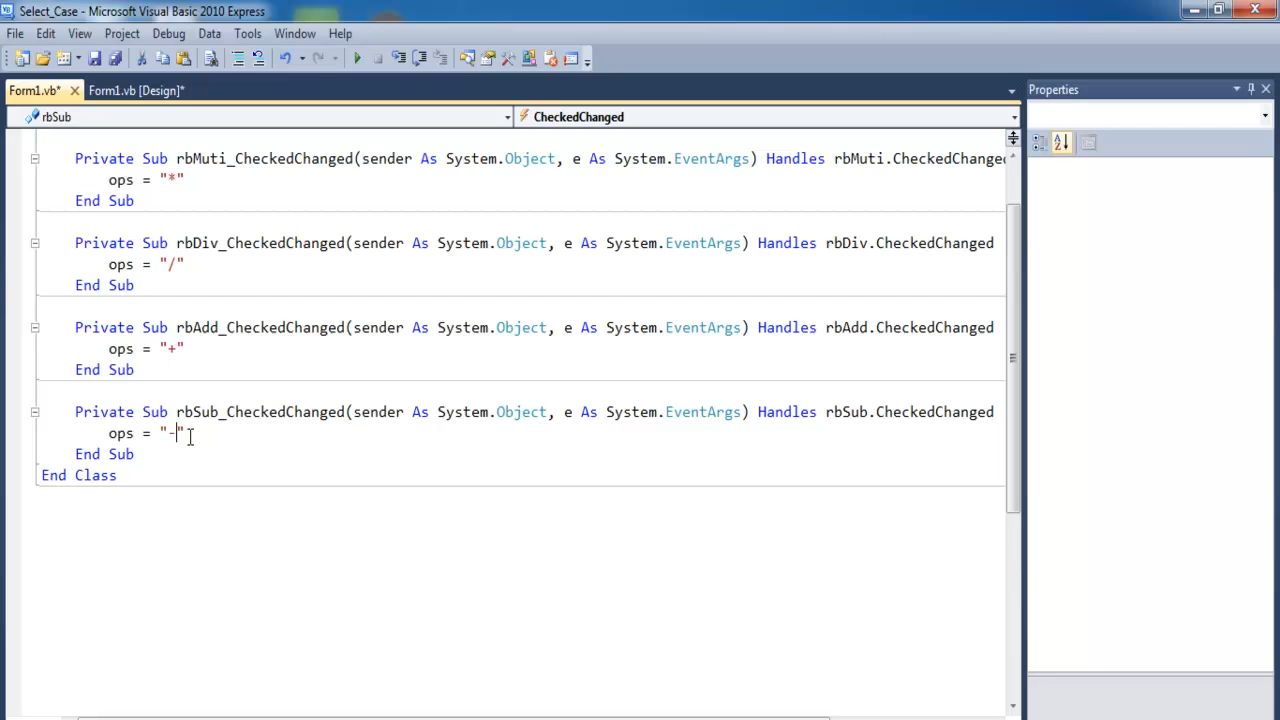 Select_Case - Microsoft Visual Basic 2010 Express
File Edit View Project Debug Data Tools Window Help
Form1.vb* Form1.vb [Design]* Properties
rbSub CheckedChanged
Private Sub rbMuti_CheckedChanged(sender As System.Object, e As System.EventArgs) Handles rbMuti.CheckedChanged
ops = "*"
End Sub
Private Sub rbDiv_CheckedChanged(sender As System.Object, e As System.EventArgs) Handles rbDiv.CheckedChanged
ops = "/"
End Sub
Private Sub rbAdd_CheckedChanged(sender As System.Object, e As System.EventArgs) Handles rbAdd.CheckedChanged
ops = "+"
End Sub
Private Sub rbSub_CheckedChanged(sender As System.Object, e As System.EventArgs) Handles rbSub.CheckedChanged
ops = "-"
End Sub
End Class